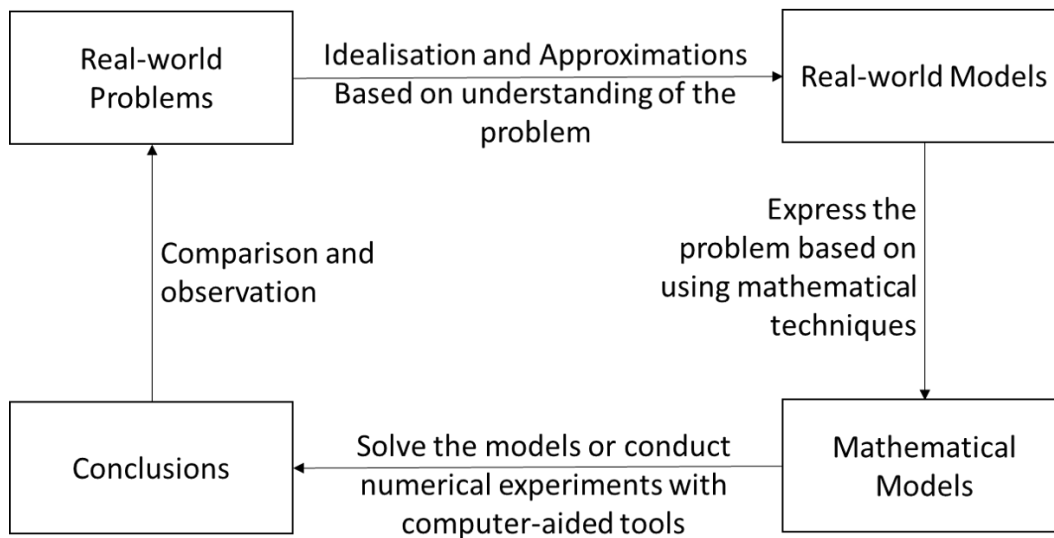 Real-world
Problems
Idealisation and Approximations
Based on understanding of the
problem
Real-world Models
Express the
problem based on
using mathematical
techniques
Mathematical
Models
Solve the models or conduct
numerical experiments with
computer-aided tools
Conclusions
Comparison and
observation